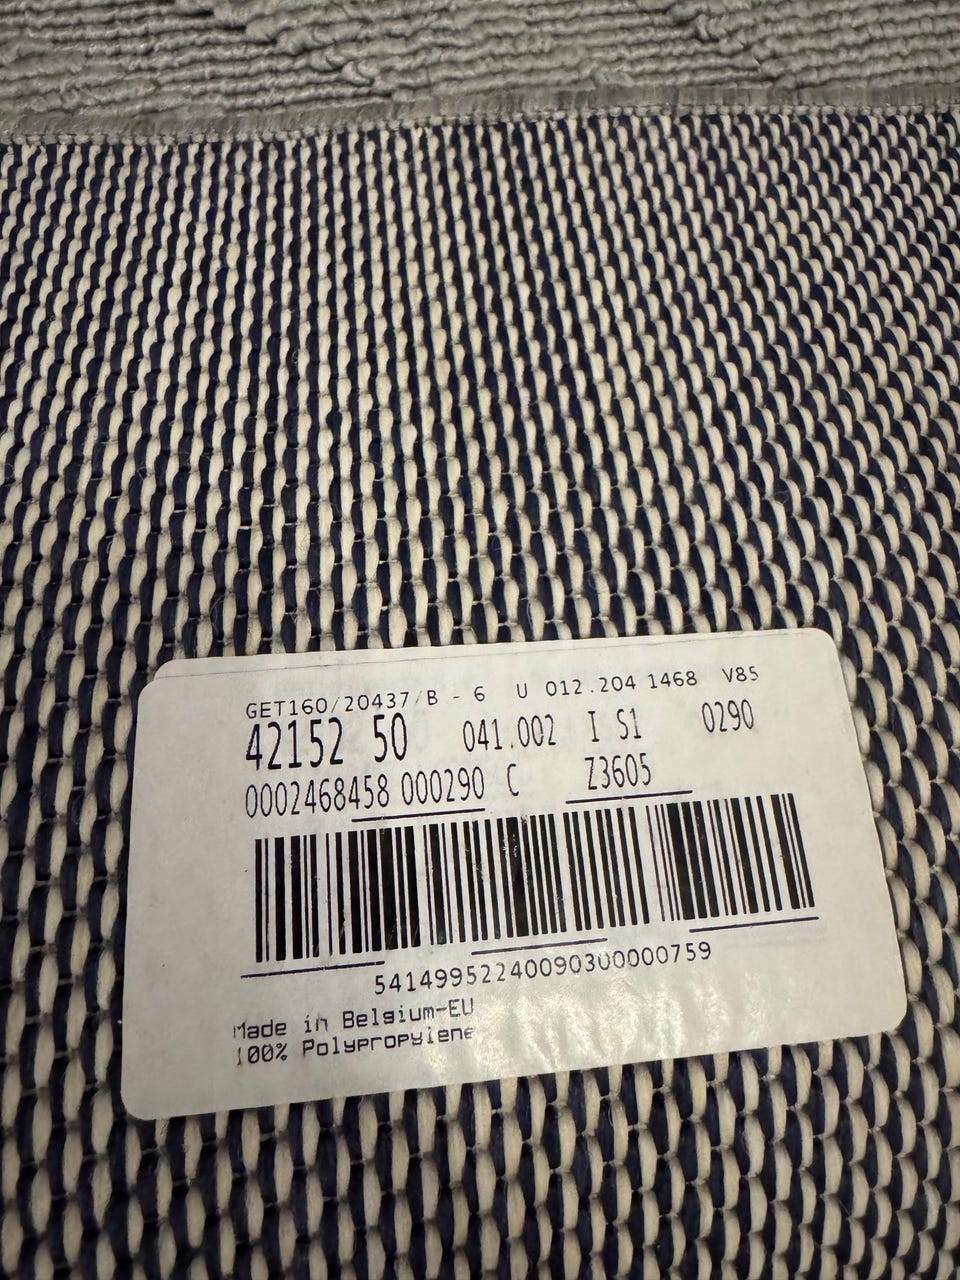 GET160/20437/B - 6 U 012.204 1468 V85
42152 50 041.002 I S1 0290
0002468458 000290 C Z3605
54149952240090300000759
Made in Belgium-EU
100% Polypropylene